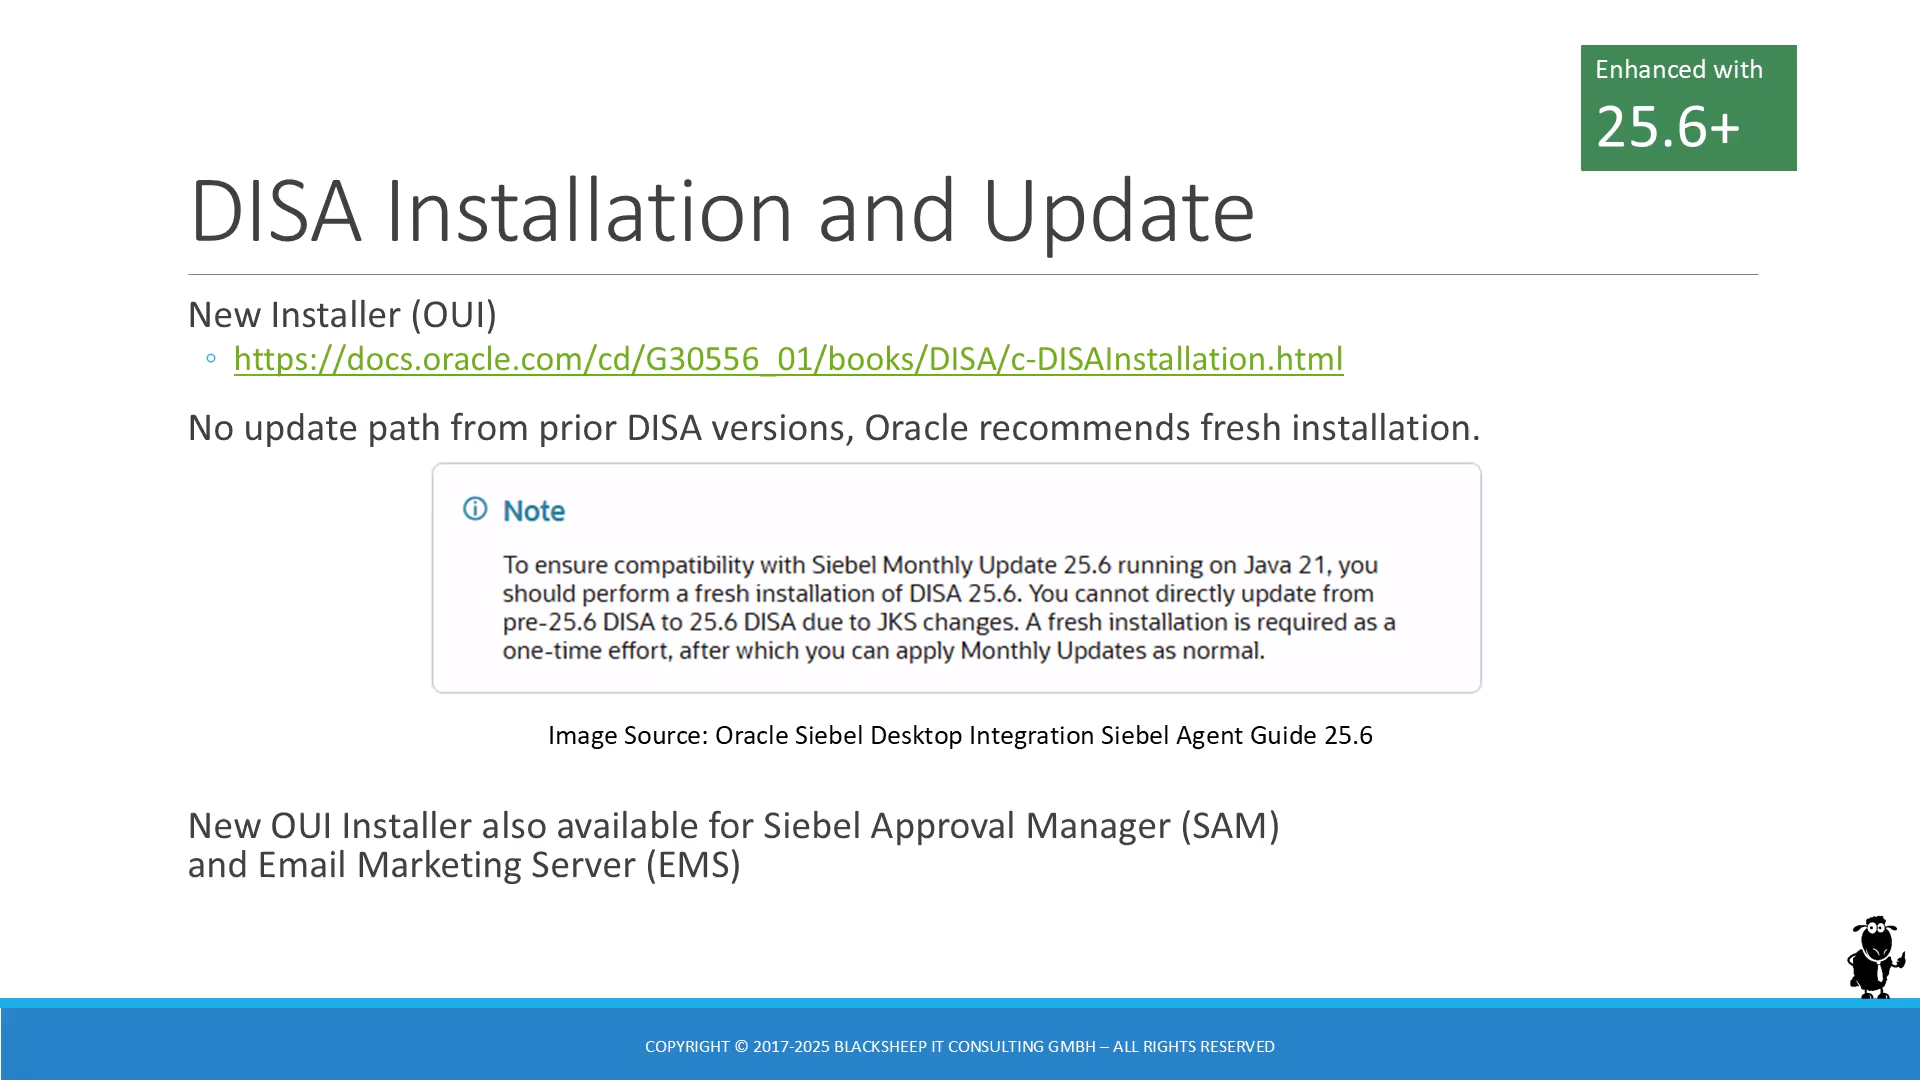 Enhanced with
25.6+
DISA Installation and Update
New Installer (OUI)
https://docs.oracle.com/cd/G30556_01/books/DISA/c-DISAInstallation.html
No update path from prior DISA versions, Oracle recommends fresh installation.
Note
To ensure compatibility with Siebel Monthly Update 25.6 running on Java 21, you
should perform a fresh installation of DISA 25.6. You cannot directly update from
pre-25.6 DISA to 25.6 DISA due to JKS changes. A fresh installation is required as a
one-time effort, after which you can apply Monthly Updates as normal.
Image Source: Oracle Siebel Desktop Integration Siebel Agent Guide 25.6
New OUI Installer also available for Siebel Approval Manager (SAM)
and Email Marketing Server (EMS)
COPYRIGHT © 2017-2025 BLACKSHEEP IT CONSULTING GMBH – ALL RIGHTS RESERVED